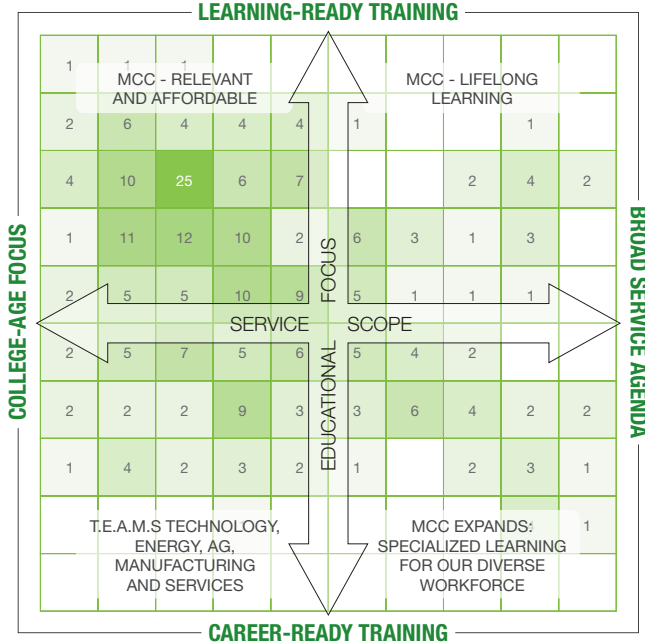 LEARNING-READY TRAINING
1 1 1
MCC - RELEVANT
AND AFFORDABLE
MCC - LIFELONG
LEARNING
2 6 4 4 4 1 1
4 10 25 6 7 2 4 2
1 11 12 10 2 6 3 1 3
2 5 5 10 9 5 1 1 1
COLLEGE-AGE FOCUS
BROAD SERVICE AGENDA
EDUCATIONAL FOCUS
SERVICE SCOPE
2 5 7 5 6 5 4 2
2 2 2 9 3 3 6 4 2 2
1 4 2 3 2 1 2 3 1
1
T.E.A.M.S TECHNOLOGY,
ENERGY, AG,
MANUFACTURING
AND SERVICES
MCC EXPANDS:
SPECIALIZED LEARNING
FOR OUR DIVERSE
WORKFORCE
CAREER-READY TRAINING